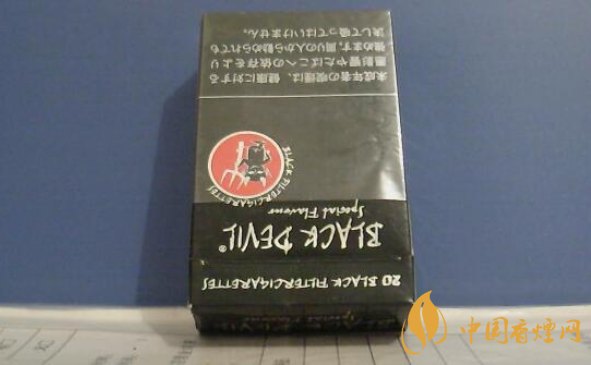 20 BLACK FILTERCIGARETTES
BLACK DEVIL®
Special Flavour
BLACK FILTERCIGARETTES
未成年者の喫煙は、健康に対する
悪影響やたばこへの依存をより
強めます。周りの人から勧められても
決して吸ってはいけません。
中国香烟网